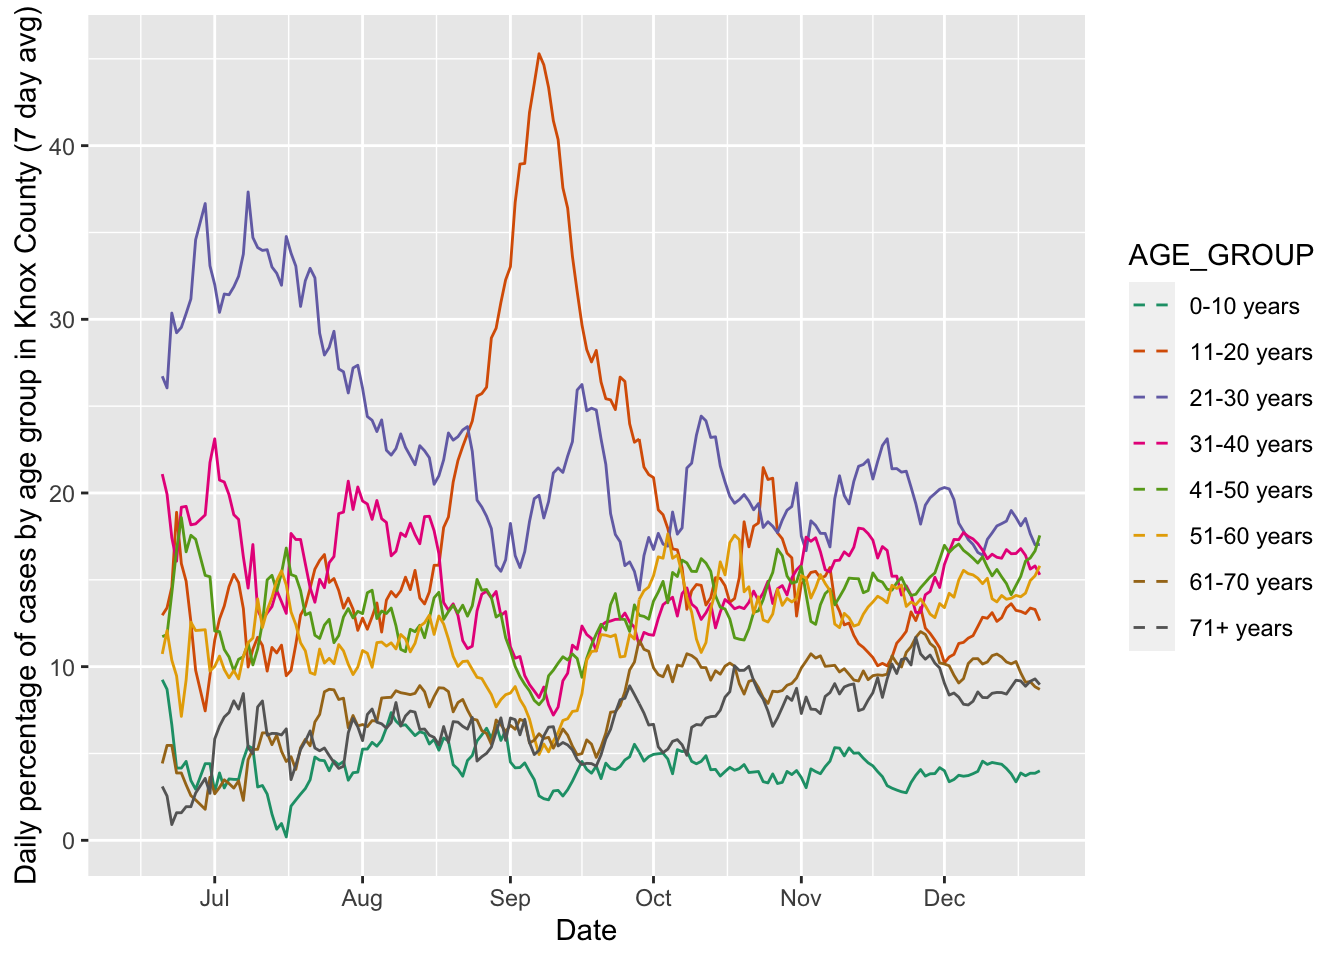 Daily percentage of cases by age group in Knox County (7 day avg)
40
30
20
10
0
Jul Aug Sep Oct Nov Dec
Date
AGE_GROUP
0-10 years
11-20 years
21-30 years
31-40 years
41-50 years
51-60 years
61-70 years
71+ years